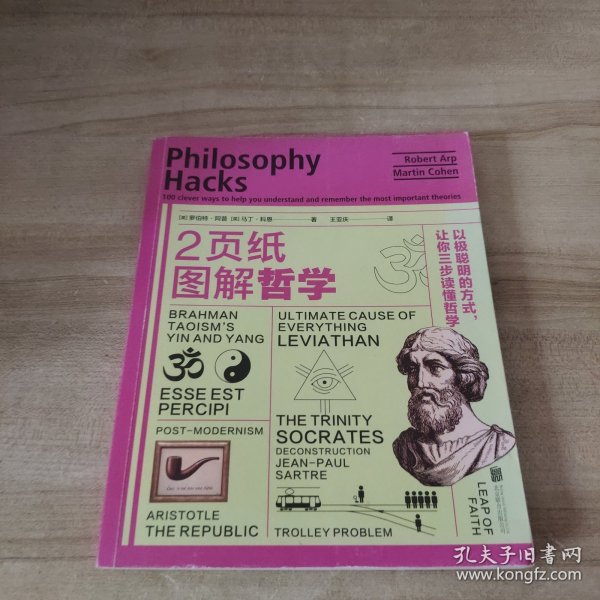 Philosophy
Hacks
Robert Arp
Martin Cohen
100 clever ways to help you understand and remember the most important theories
[美]罗伯特·阿普 [英]马丁·科恩 著 王亚庆 译
2页纸
图解哲学
以极聪明的方式，
让你三步读懂哲学
BRAHMAN
TAOISM'S
YIN AND YANG
ESSE EST
PERCIPI
POST-MODERNISM
ARISTOTLE
THE REPUBLIC
ULTIMATE CAUSE OF
EVERYTHING
LEVIATHAN
THE TRINITY
SOCRATES
DECONSTRUCTION
JEAN-PAUL
SARTRE
TROLLEY PROBLEM
LEAP OF
FAITH
孔夫子旧书网
www.kongfz.com